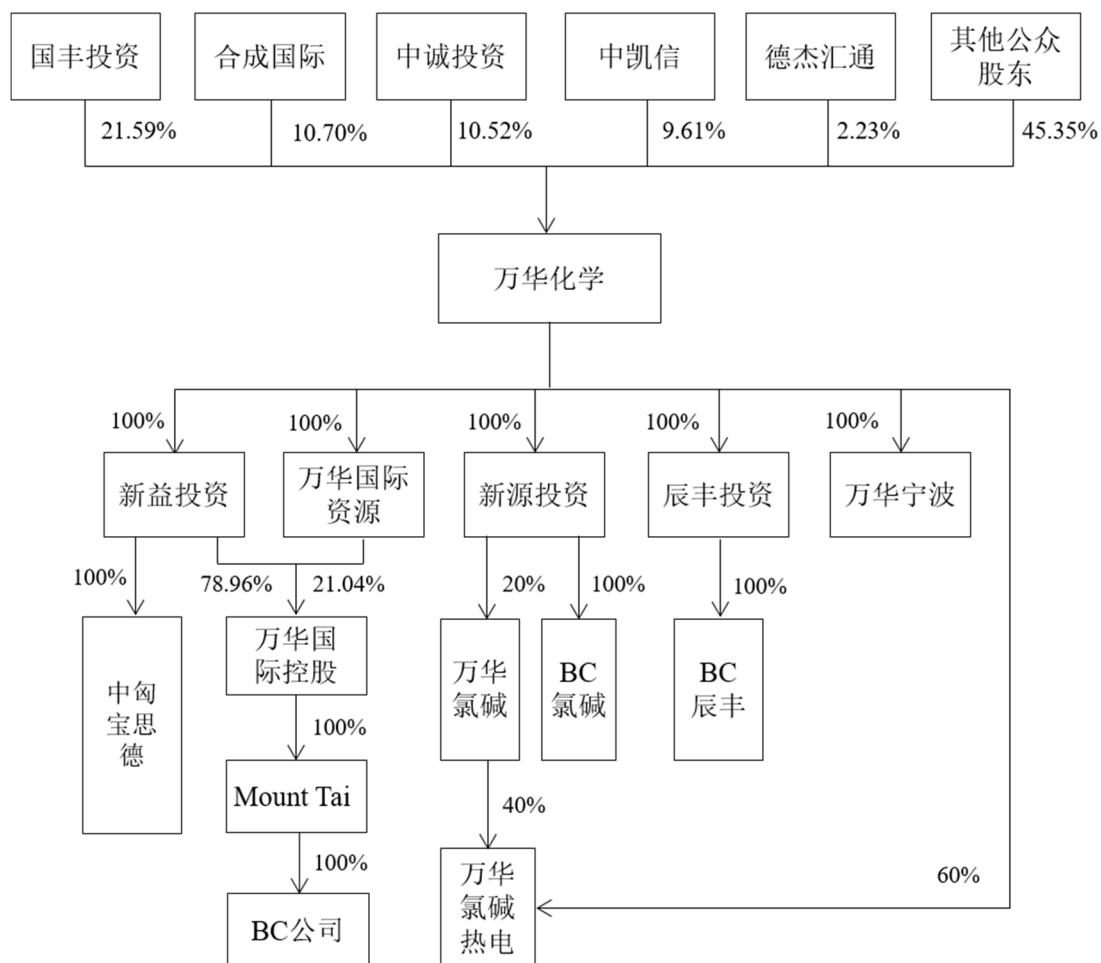 国丰投资
合成国际
中诚投资
中凯信
德杰汇通
其他公众
股东
21.59%
10.70%
10.52%
9.61%
2.23%
45.35%
万华化学
100%
100%
100%
100%
100%
新益投资
万华国际
资源
新源投资
辰丰投资
万华宁波
100%
78.96%
21.04%
20%
100%
100%
中匈
宝思
德
万华国
际控股
万华
氯碱
BC
氯碱
BC
辰丰
100%
Mount Tai
40%
100%
60%
BC公司
万华
氯碱
热电